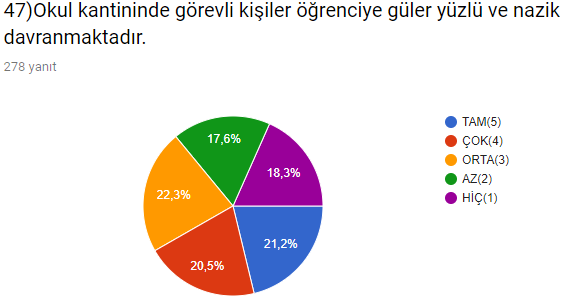 47)Okul kantininde görevli kişiler öğrenciye güler yüzlü ve nazik
davranmaktadır.
278 yanıt
17,6%
18,3%
22,3%
21,2%
20,5%
TAM(5)
ÇOK(4)
ORTA(3)
AZ(2)
HİÇ(1)